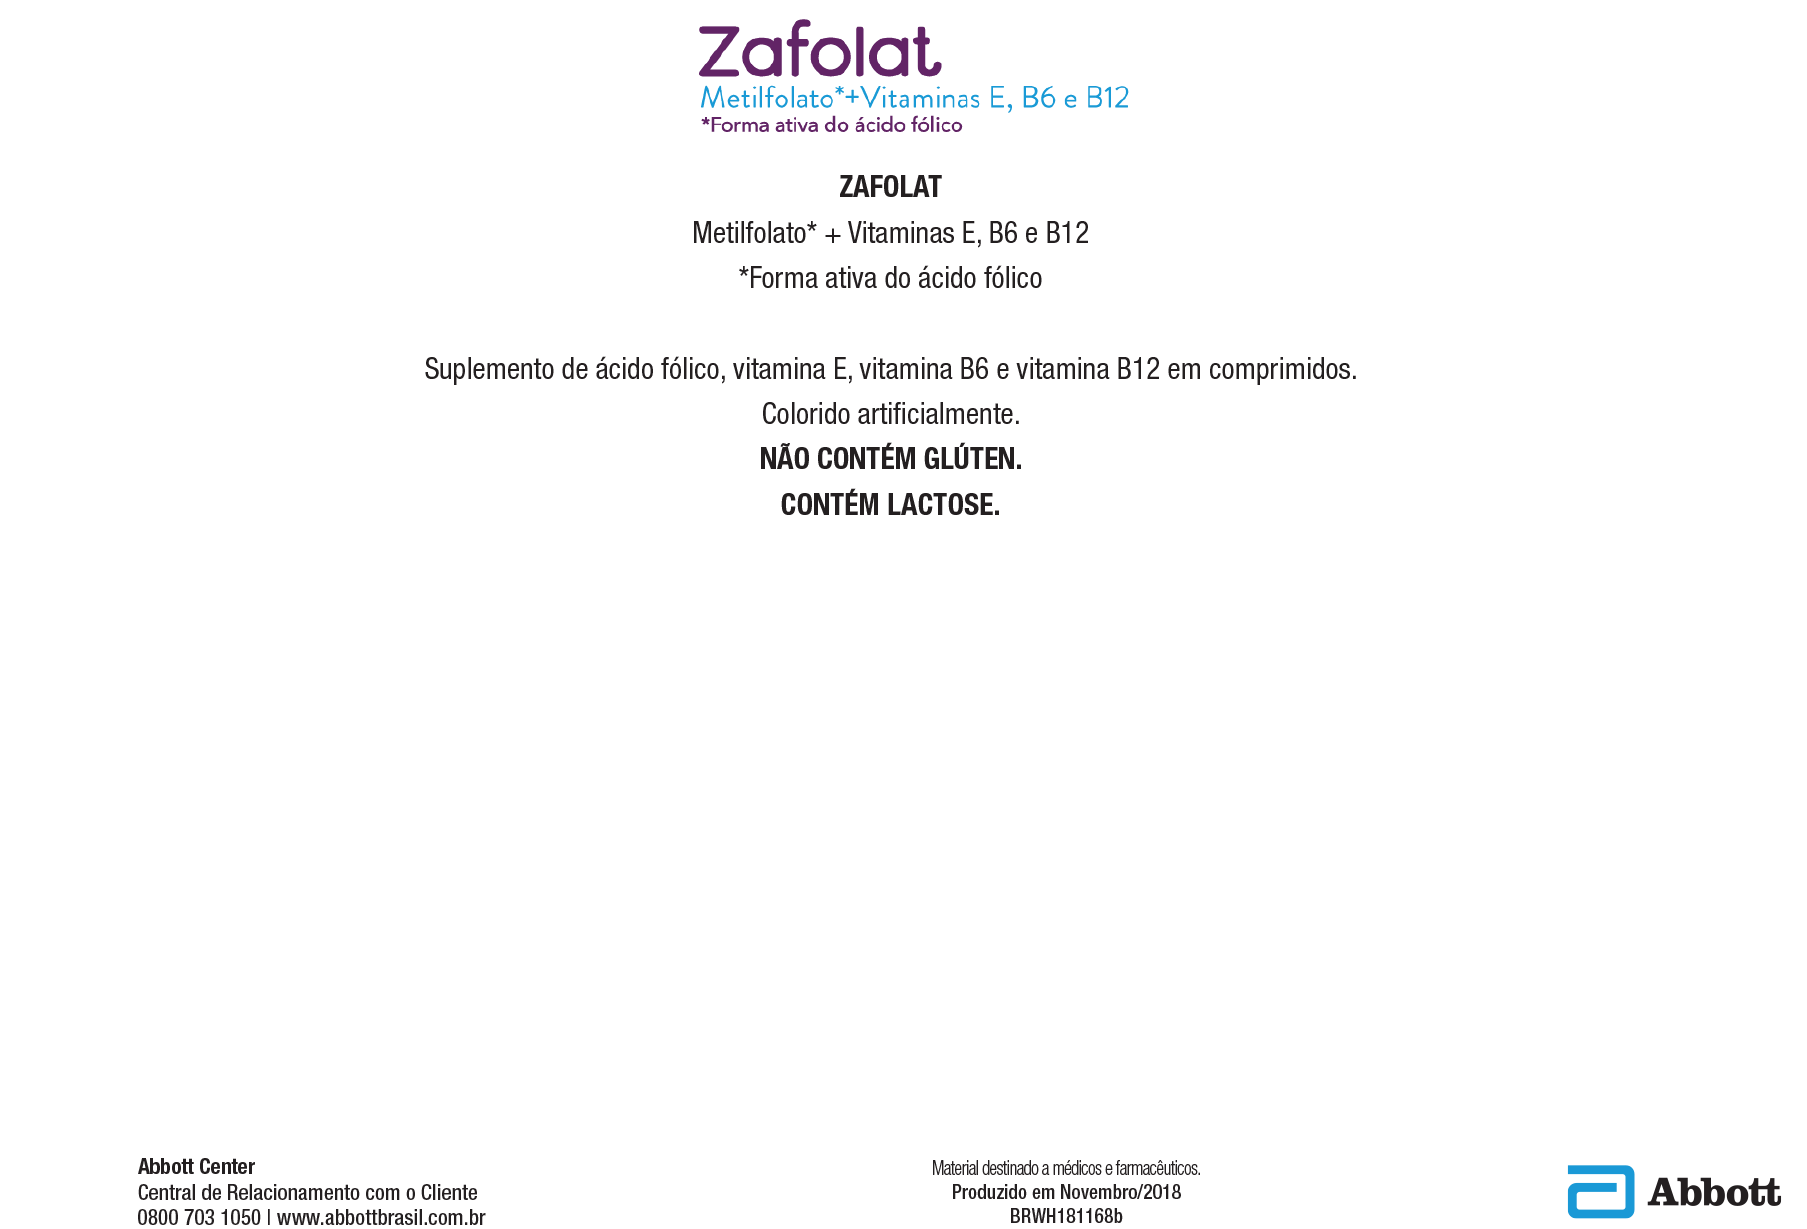 Zafolat
Metilfolato*+Vitaminas E, B6 e B12
*Forma ativa do ácido fólico
ZAFOLAT
Metilfolato* + Vitaminas E, B6 e B12
*Forma ativa do ácido fólico
Suplemento de ácido fólico, vitamina E, vitamina B6 e vitamina B12 em comprimidos.
Colorido artificialmente.
NÃO CONTÉM GLÚTEN.
CONTÉM LACTOSE.
Abbott Center
Central de Relacionamento com o Cliente
0800 703 1050 | www.abbottbrasil.com.br
Material destinado a médicos e farmacêuticos.
Produzido em Novembro/2018
BRWH181168b
Abbott